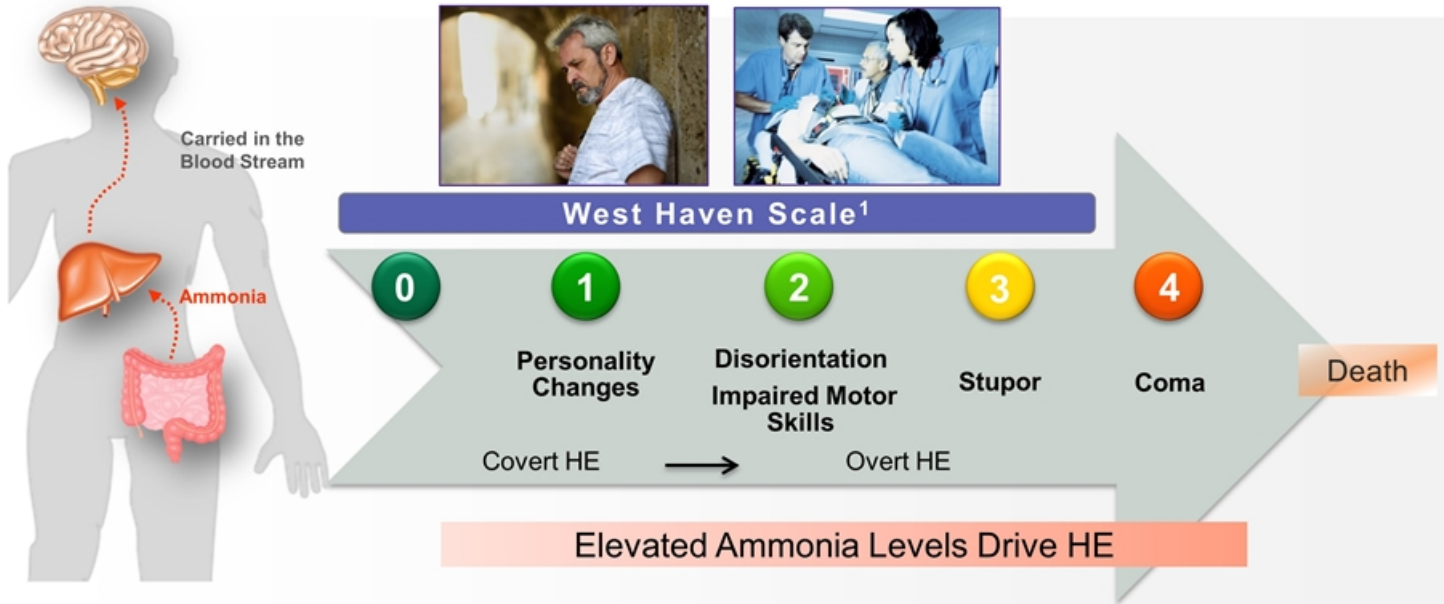 Carried in the
Blood Stream
Ammonia
West Haven Scale1
0
1
2
3
4
Personality
Changes
Disorientation
Impaired Motor
Skills
Stupor
Coma
Death
Covert HE
Overt HE
Elevated Ammonia Levels Drive HE